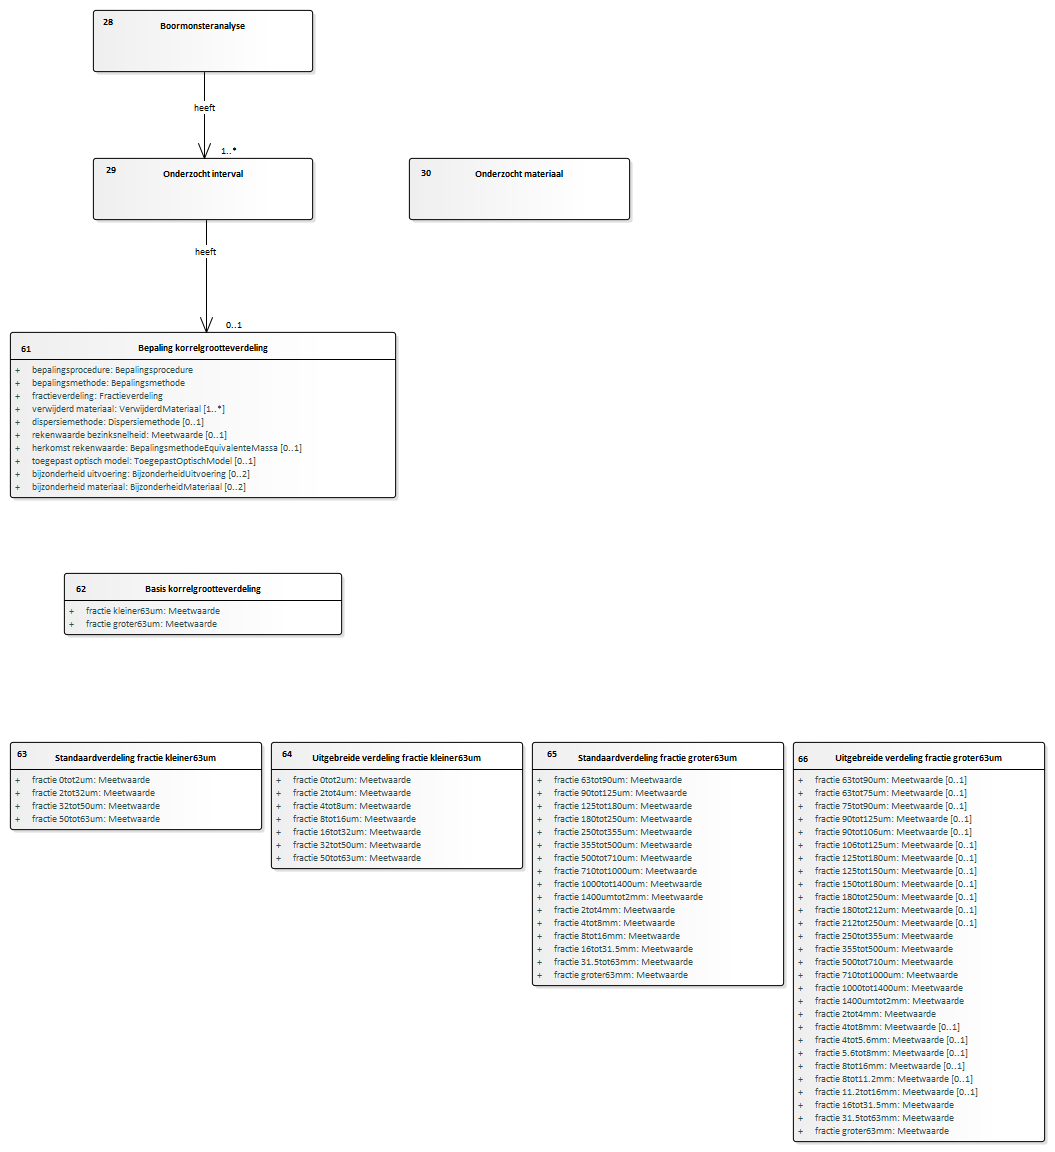 28
Boormonsteranalyse
heeft
1..*
29
Onderzocht interval
30
Onderzocht materiaal
heeft
0..1
61
Bepaling korrelgrootteverdeling
+ bepalingsprocedure: Bepalingsprocedure
+ bepalingsmethode: Bepalingsmethode
+ fractieverdeling: Fractieverdeling
+ verwijderd materiaal: VerwijderdMateriaal [1..*]
+ dispersiemethode: Dispersiemethode [0..1]
+ rekenwaarde bezinksnelheid: Meetwaarde [0..1]
+ herkomst rekenwaarde: BepalingsmethodeEquivalenteMassa [0..1]
+ toegepast optisch model: ToegepastOptischModel [0..1]
+ bijzonderheid uitvoering: BijzonderheidUitvoering [0..2]
+ bijzonderheid materiaal: BijzonderheidMateriaal [0..2]
62
Basis korrelgrootteverdeling
+ fractie kleiner63um: Meetwaarde
+ fractie groter63um: Meetwaarde
63
Standaardverdeling fractie kleiner63um
+ fractie 0tot2um: Meetwaarde
+ fractie 2tot32um: Meetwaarde
+ fractie 32tot50um: Meetwaarde
+ fractie 50tot63um: Meetwaarde
64
Uitgebreide verdeling fractie kleiner63um
+ fractie 0tot2um: Meetwaarde
+ fractie 2tot4um: Meetwaarde
+ fractie 4tot8um: Meetwaarde
+ fractie 8tot16um: Meetwaarde
+ fractie 16tot32um: Meetwaarde
+ fractie 32tot50um: Meetwaarde
+ fractie 50tot63um: Meetwaarde
65
Standaardverdeling fractie groter63um
+ fractie 63tot90um: Meetwaarde
+ fractie 90tot125um: Meetwaarde
+ fractie 125tot180um: Meetwaarde
+ fractie 180tot250um: Meetwaarde
+ fractie 250tot355um: Meetwaarde
+ fractie 355tot500um: Meetwaarde
+ fractie 500tot710um: Meetwaarde
+ fractie 710tot1000um: Meetwaarde
+ fractie 1000tot1400um: Meetwaarde
+ fractie 1400umtot2mm: Meetwaarde
+ fractie 2tot4mm: Meetwaarde
+ fractie 4tot8mm: Meetwaarde
+ fractie 8tot16mm: Meetwaarde
+ fractie 16tot31.5mm: Meetwaarde
+ fractie 31.5tot63mm: Meetwaarde
+ fractie groter63mm: Meetwaarde
66
Uitgebreide verdeling fractie groter63um
+ fractie 63tot90um: Meetwaarde [0..1]
+ fractie 63tot75um: Meetwaarde [0..1]
+ fractie 75tot90um: Meetwaarde [0..1]
+ fractie 90tot125um: Meetwaarde [0..1]
+ fractie 90tot106um: Meetwaarde [0..1]
+ fractie 106tot125um: Meetwaarde [0..1]
+ fractie 125tot180um: Meetwaarde [0..1]
+ fractie 125tot150um: Meetwaarde [0..1]
+ fractie 150tot180um: Meetwaarde [0..1]
+ fractie 180tot250um: Meetwaarde [0..1]
+ fractie 180tot212um: Meetwaarde [0..1]
+ fractie 212tot250um: Meetwaarde [0..1]
+ fractie 250tot355um: Meetwaarde
+ fractie 355tot500um: Meetwaarde
+ fractie 500tot710um: Meetwaarde
+ fractie 710tot1000um: Meetwaarde
+ fractie 1000tot1400um: Meetwaarde
+ fractie 1400umtot2mm: Meetwaarde
+ fractie 2tot4mm: Meetwaarde
+ fractie 4tot8mm: Meetwaarde [0..1]
+ fractie 4tot5.6mm: Meetwaarde [0..1]
+ fractie 5.6tot8mm: Meetwaarde [0..1]
+ fractie 8tot16mm: Meetwaarde [0..1]
+ fractie 8tot11.2mm: Meetwaarde [0..1]
+ fractie 11.2tot16mm: Meetwaarde [0..1]
+ fractie 16tot31.5mm: Meetwaarde
+ fractie 31.5tot63mm: Meetwaarde
+ fractie groter63mm: Meetwaarde